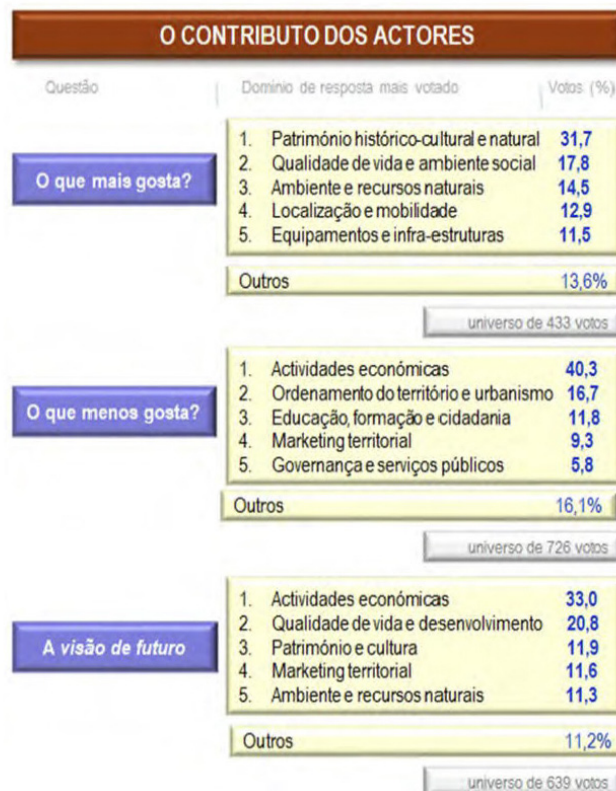 O CONTRIBUTO DOS ACTORES
Questão Domínio de resposta mais votado Votos (%)
O que mais gosta?
1. Património histórico-cultural e natural 31,7
2. Qualidade de vida e ambiente social 17,8
3. Ambiente e recursos naturais 14,5
4. Localização e mobilidade 12,9
5. Equipamentos e infra-estruturas 11,5
Outros 13,6%
universo de 433 votos
O que menos gosta?
1. Actividades económicas 40,3
2. Ordenamento do território e urbanismo 16,7
3. Educação, formação e cidadania 11,8
4. Marketing territorial 9,3
5. Governança e serviços públicos 5,8
Outros 16,1%
universo de 726 votos
A visão de futuro
1. Actividades económicas 33,0
2. Qualidade de vida e desenvolvimento 20,8
3. Património e cultura 11,9
4. Marketing territorial 11,6
5. Ambiente e recursos naturais 11,3
Outros 11,2%
universo de 639 votos